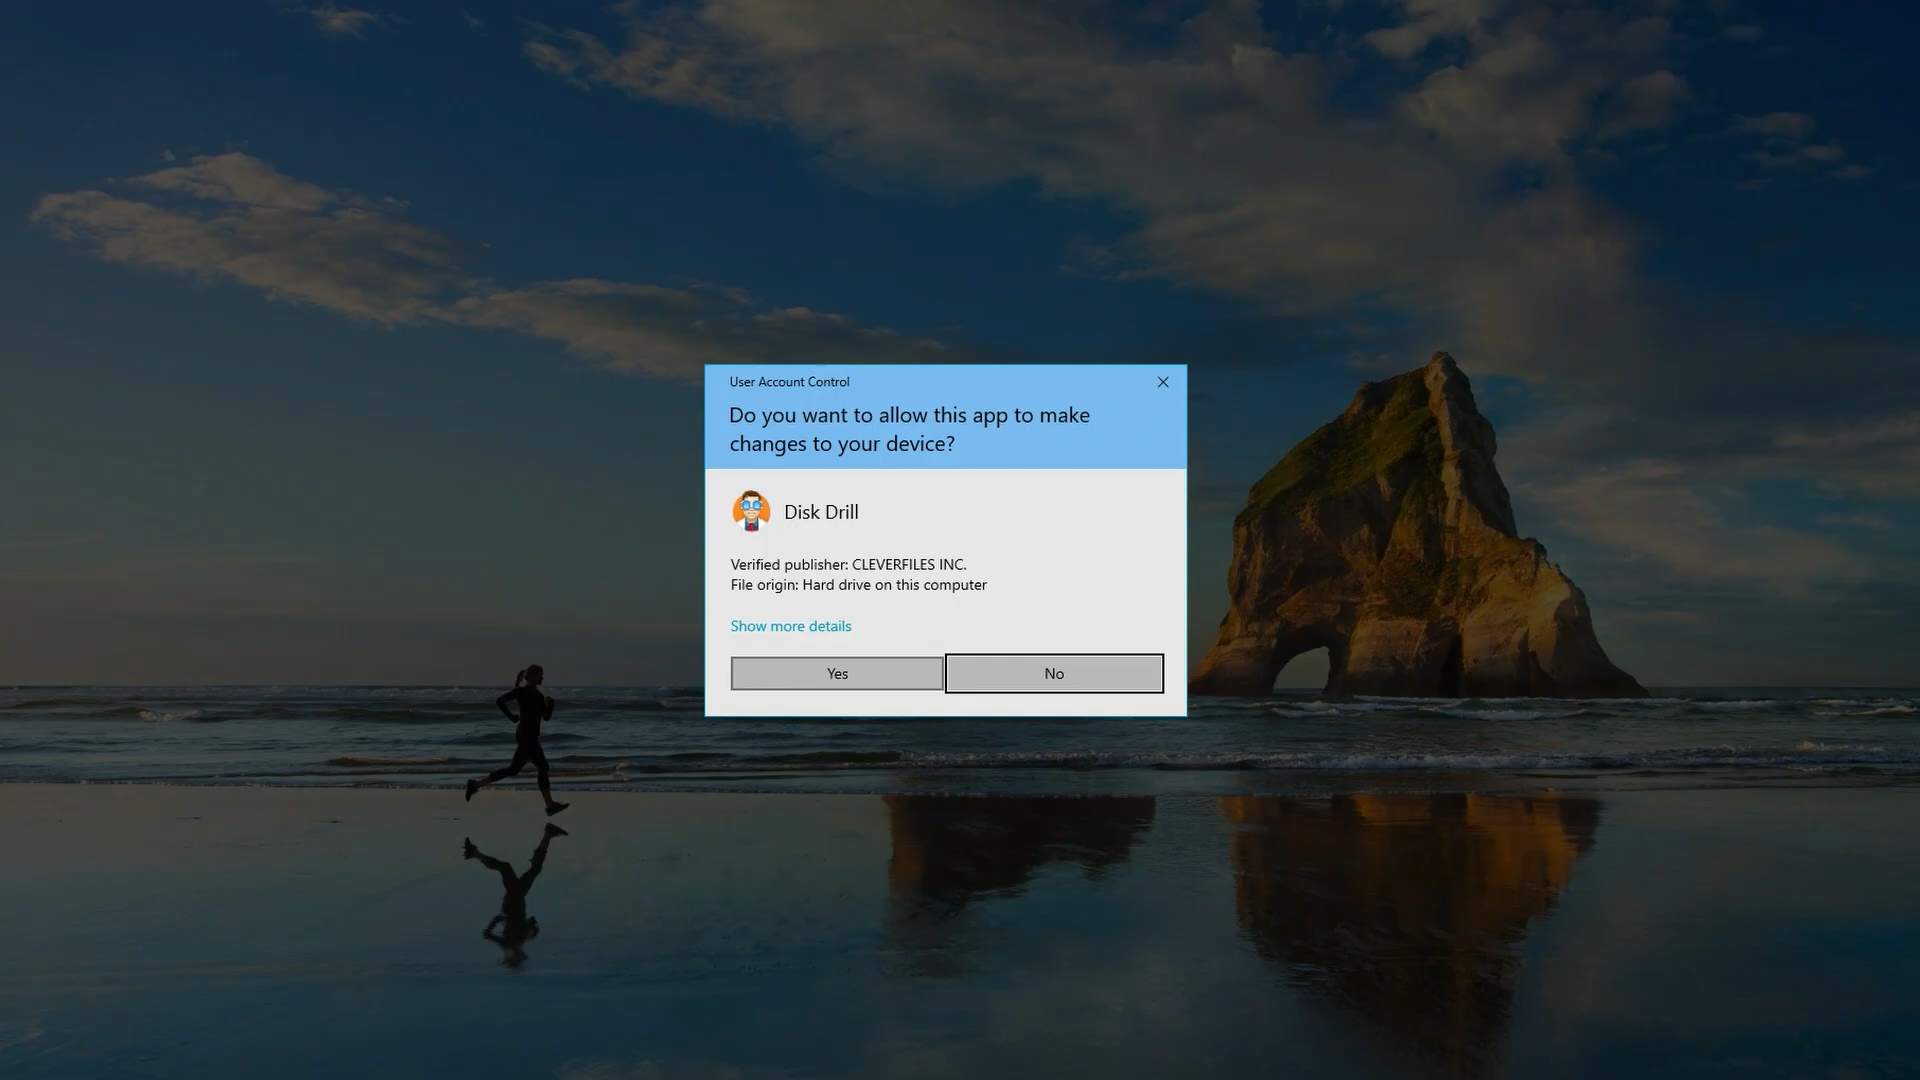 User Account Control
Do you want to allow this app to make
changes to your device?
Disk Drill
Verified publisher: CLEVERFILES INC.
File origin: Hard drive on this computer
Show more details
Yes
No